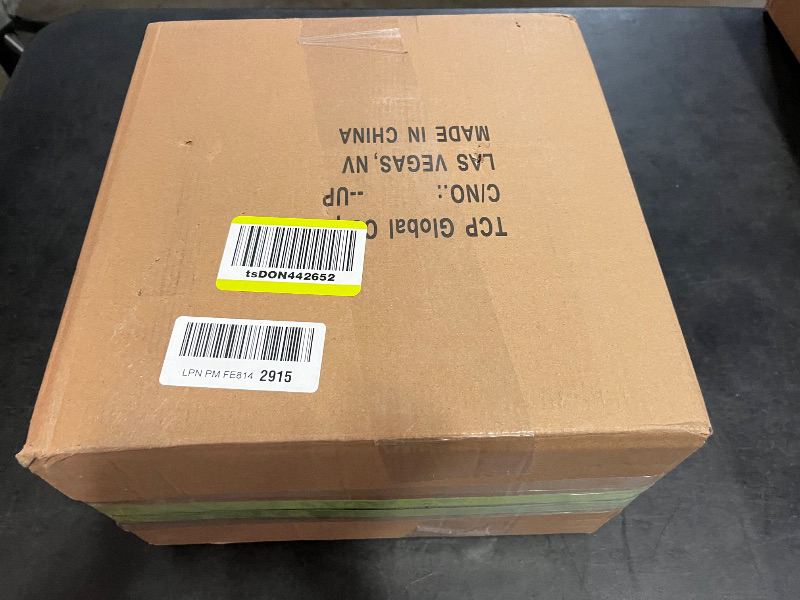 TCP Global
C/NO.: --UP
LAS VEGAS, NV
MADE IN CHINA
tsDON442652
LPN PM FE814 2915